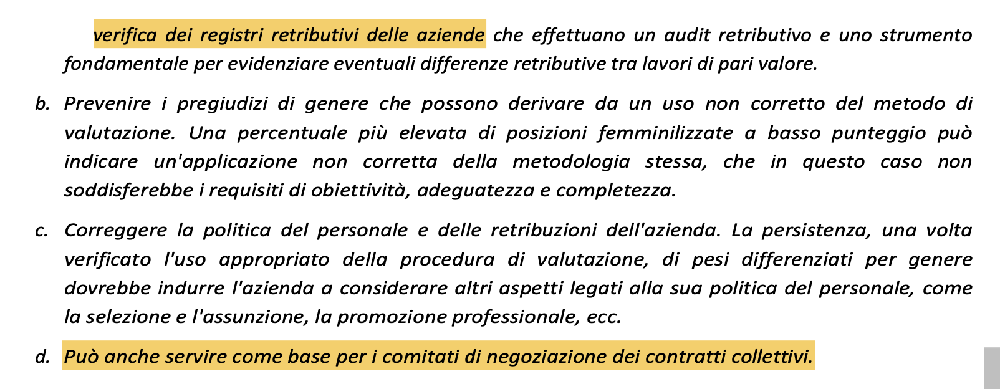 verifica dei registri retributivi delle aziende che effettuano un audit retributivo e uno strumento
fondamentale per evidenziare eventuali differenze retributive tra lavori di pari valore.
b. Prevenire i pregiudizi di genere che possono derivare da un uso non corretto del metodo di
valutazione. Una percentuale più elevata di posizioni femminilizzate a basso punteggio può
indicare un'applicazione non corretta della metodologia stessa, che in questo caso non
soddisferebbe i requisiti di obiettività, adeguatezza e completezza.
c. Correggere la politica del personale e delle retribuzioni dell'azienda. La persistenza, una volta
verificato l'uso appropriato della procedura di valutazione, di pesi differenziati per genere
dovrebbe indurre l'azienda a considerare altri aspetti legati alla sua politica del personale, come
la selezione e l'assunzione, la promozione professionale, ecc.
d. Può anche servire come base per i comitati di negoziazione dei contratti collettivi.